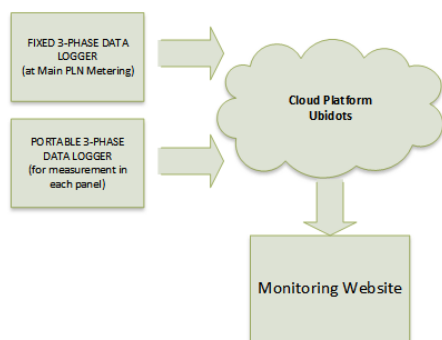 FIXED 3-PHASE DATA
LOGGER
(at Main PLN Metering)
PORTABLE 3-PHASE
DATA LOGGER
(for measurement in
each panel)
Cloud Platform
Ubidots
Monitoring Website